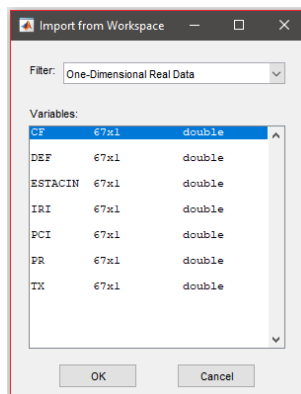 Import from Workspace
Filter: One-Dimensional Real Data
Variables:
CF 67x1 double
DEF 67x1 double
ESTACIN 67x1 double
IRI 67x1 double
PCI 67x1 double
PR 67x1 double
TX 67x1 double
OK Cancel